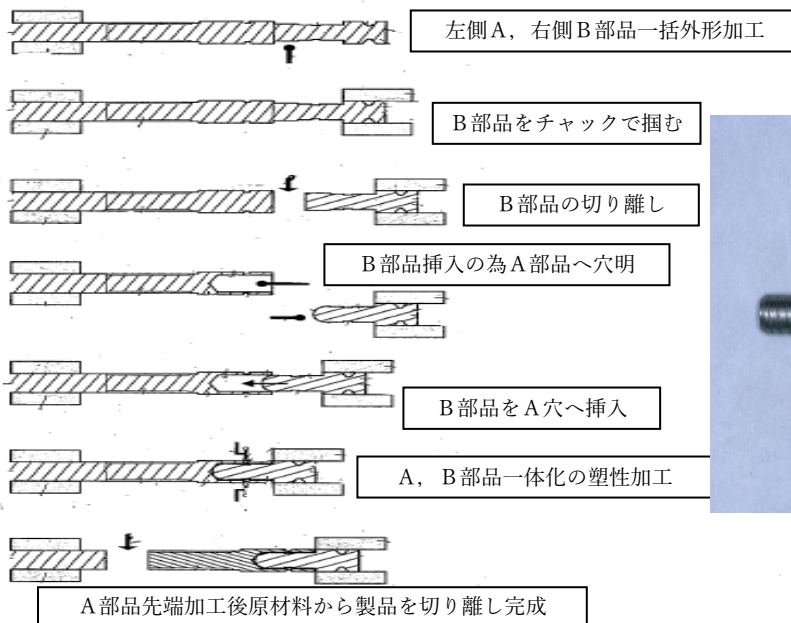 左側A，右側B部品一括外形加工
B部品をチャックで掴む
B部品の切り離し
B部品挿入の為A部品へ穴明
B部品をA穴へ挿入
A，B部品一体化の塑性加工
A部品先端加工後原材料から製品を切り離し完成